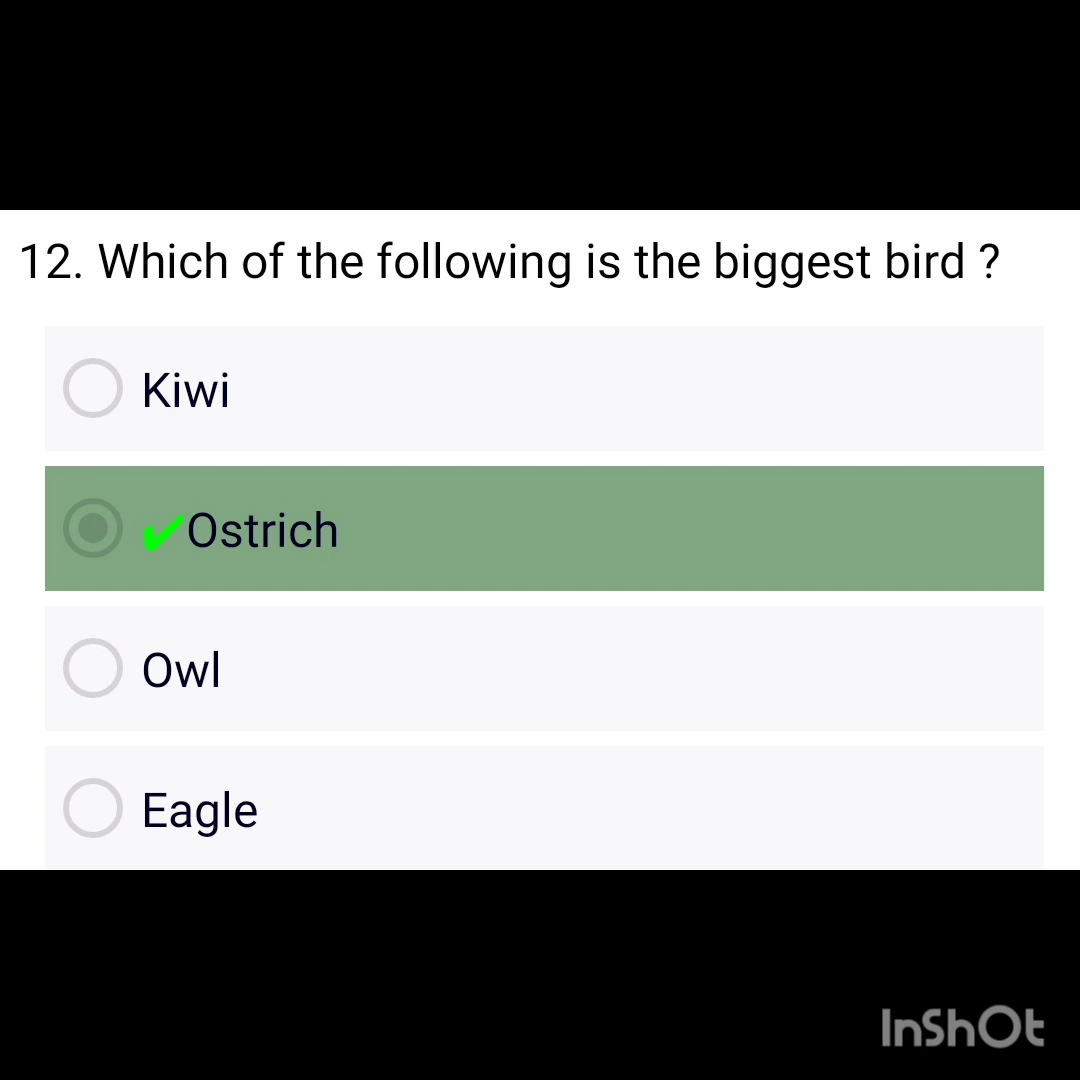 12. Which of the following is the biggest bird ?
Kiwi
✔Ostrich
Owl
Eagle
InShOt